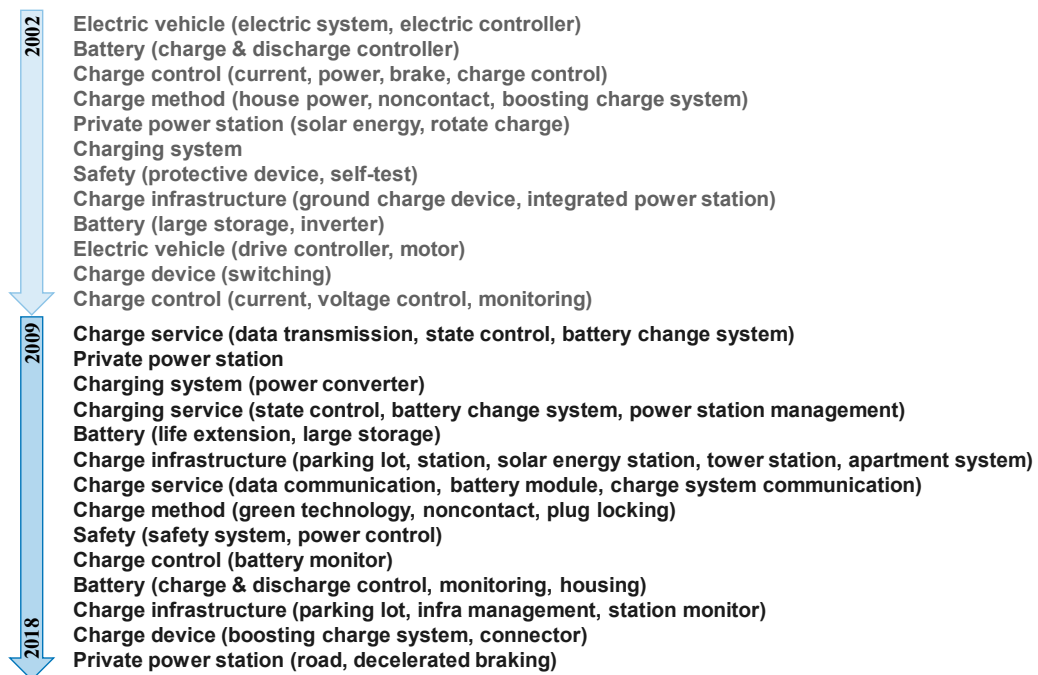 2002
Electric vehicle (electric system, electric controller)
Battery (charge & discharge controller)
Charge control (current, power, brake, charge control)
Charge method (house power, noncontact, boosting charge system)
Private power station (solar energy, rotate charge)
Charging system
Safety (protective device, self-test)
Charge infrastructure (ground charge device, integrated power station)
Battery (large storage, inverter)
Electric vehicle (drive controller, motor)
Charge device (switching)
Charge control (current, voltage control, monitoring)
2009
Charge service (data transmission, state control, battery change system)
Private power station
Charging system (power converter)
Charging service (state control, battery change system, power station management)
Battery (life extension, large storage)
Charge infrastructure (parking lot, station, solar energy station, tower station, apartment system)
Charge service (data communication, battery module, charge system communication)
Charge method (green technology, noncontact, plug locking)
Safety (safety system, power control)
Charge control (battery monitor)
Battery (charge & discharge control, monitoring, housing)
Charge infrastructure (parking lot, infra management, station monitor)
Charge device (boosting charge system, connector)
Private power station (road, decelerated braking)
2018